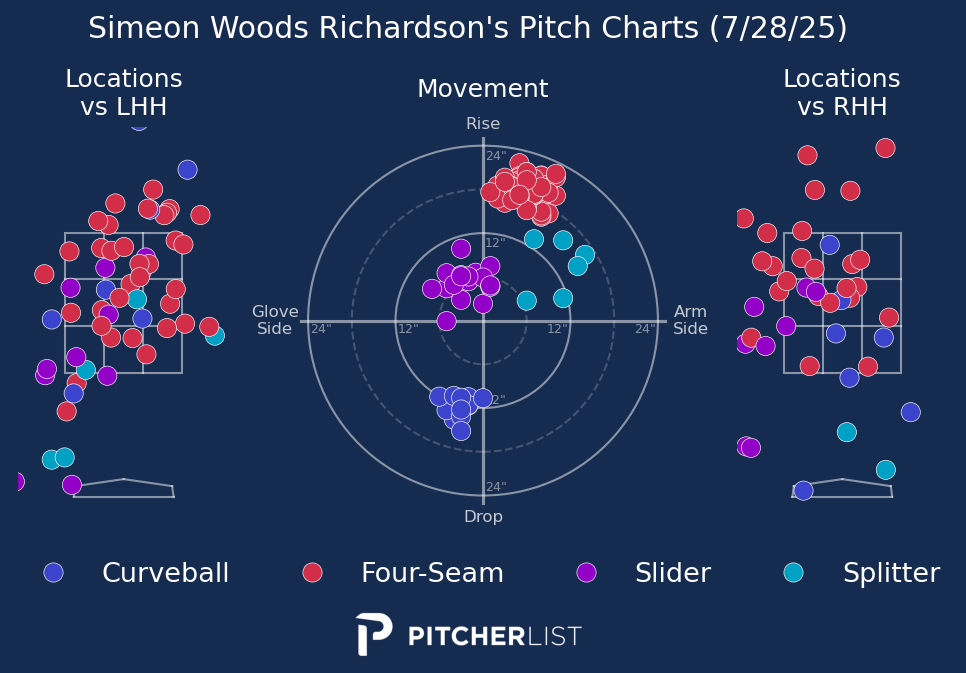 Simeon Woods Richardson's Pitch Charts (7/28/25)
Locations
vs LHH
Movement
Locations
vs RHH
Rise
24"
12"
Glove
Side
24"
12"
12"
24"
Arm
Side
2"
24"
Drop
Curveball
Four-Seam
Slider
Splitter
PITCHERLIST